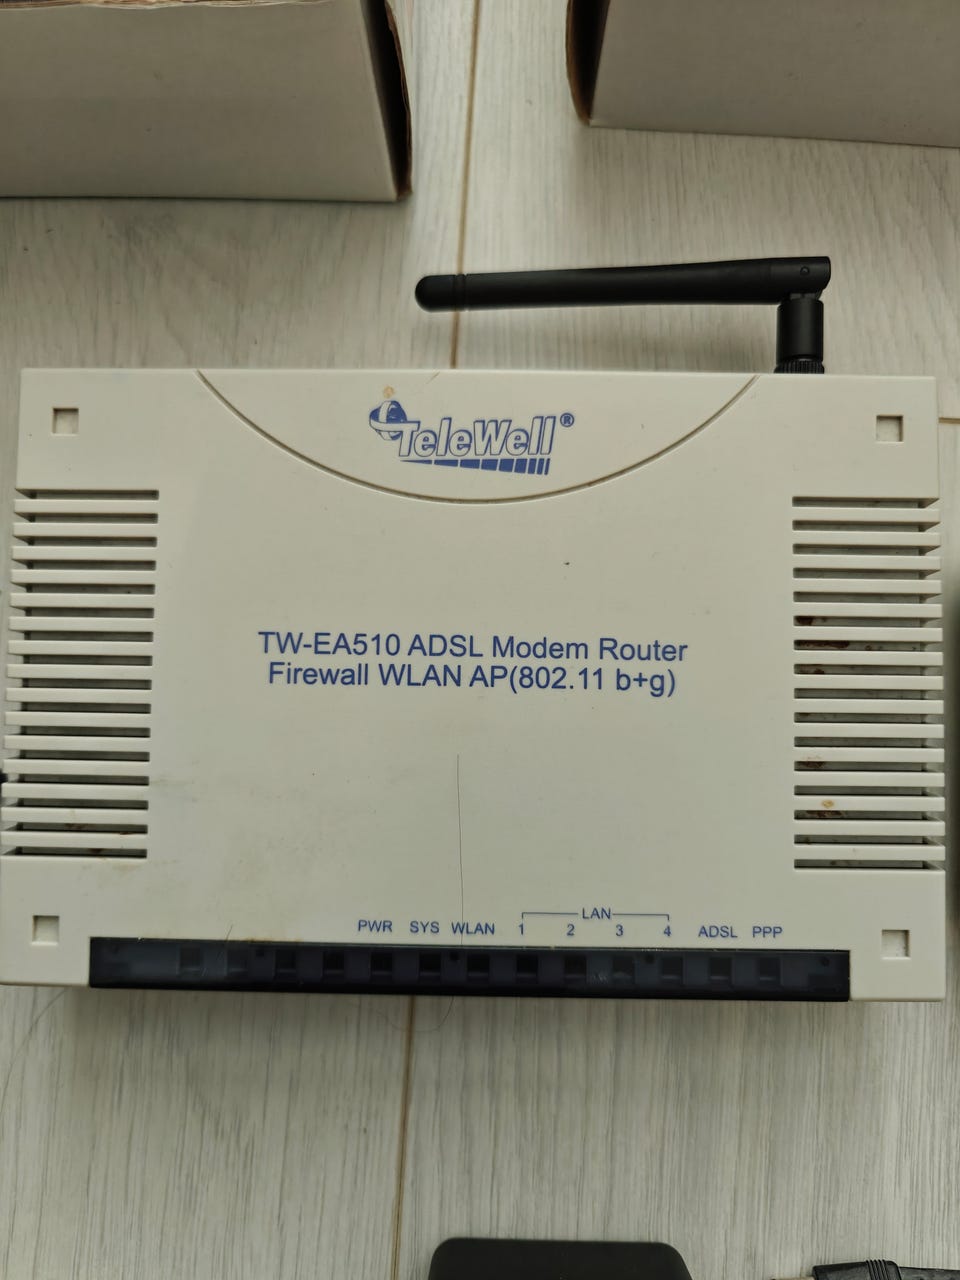 TeleWell®
TW-EA510 ADSL Modem Router
Firewall WLAN AP(802.11 b+g)
LAN
PWR SYS WLAN 1 2 3 4 ADSL PPP